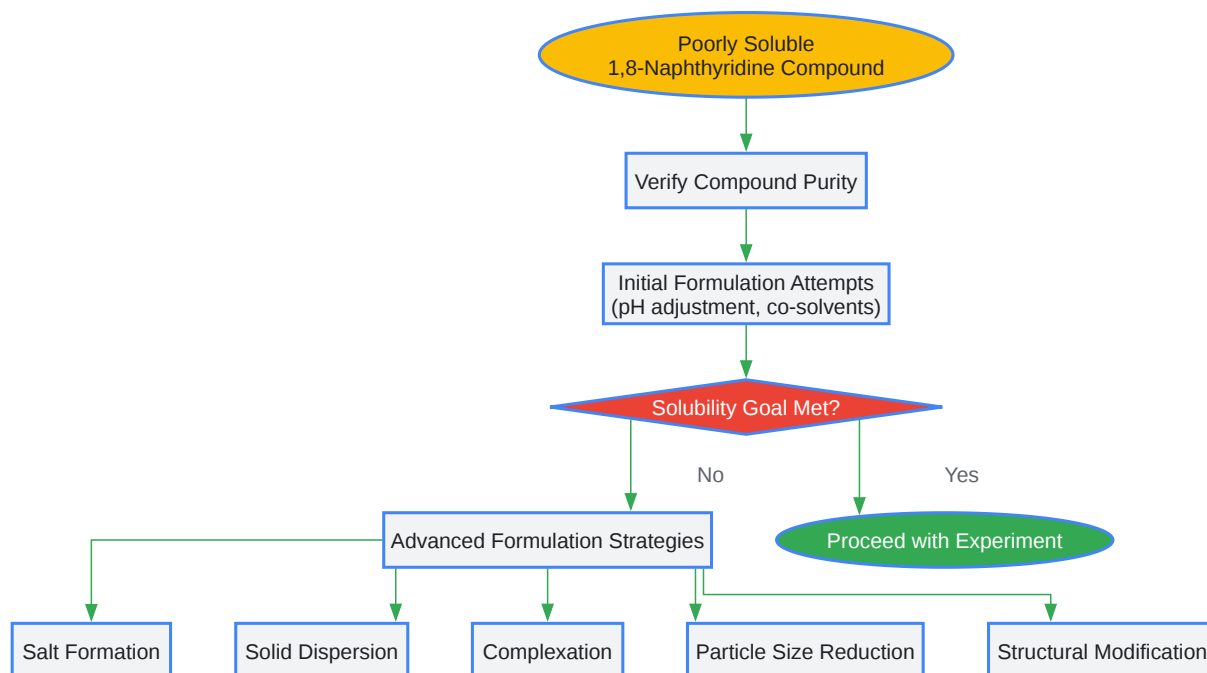 Poorly Soluble
1,8-Naphthyridine Compound
Verify Compound Purity
Initial Formulation Attempts
(pH adjustment, co-solvents)
Solubility Goal Met?
No
Yes
Advanced Formulation Strategies
Proceed with Experiment
Salt Formation
Solid Dispersion
Complexation
Particle Size Reduction
Structural Modification